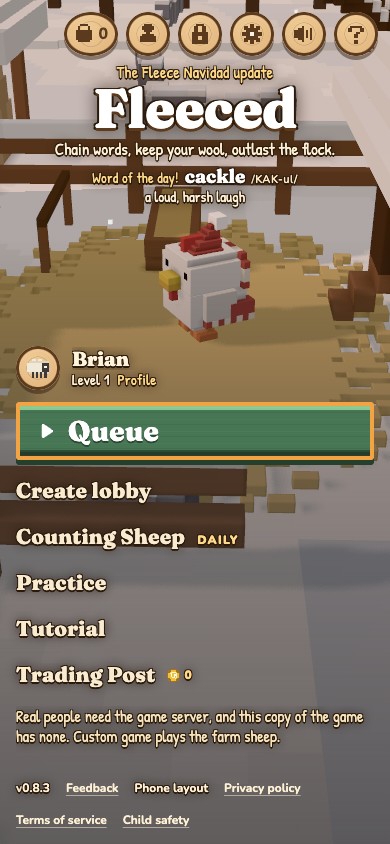 0
The Fleece Navidad update
Fleeced
Chain words, keep your wool, outlast the flock.
Word of the day! cackle /KAK-ul/
a loud, harsh laugh
Brian
Level 1 Profile
Queue
Create lobby
Counting Sheep DAILY
Practice
Tutorial
Trading Post 0
Real people need the game server, and this copy of the game
has none. Custom game plays the farm sheep.
v0.8.3 Feedback Phone layout Privacy policy
Terms of service Child safety